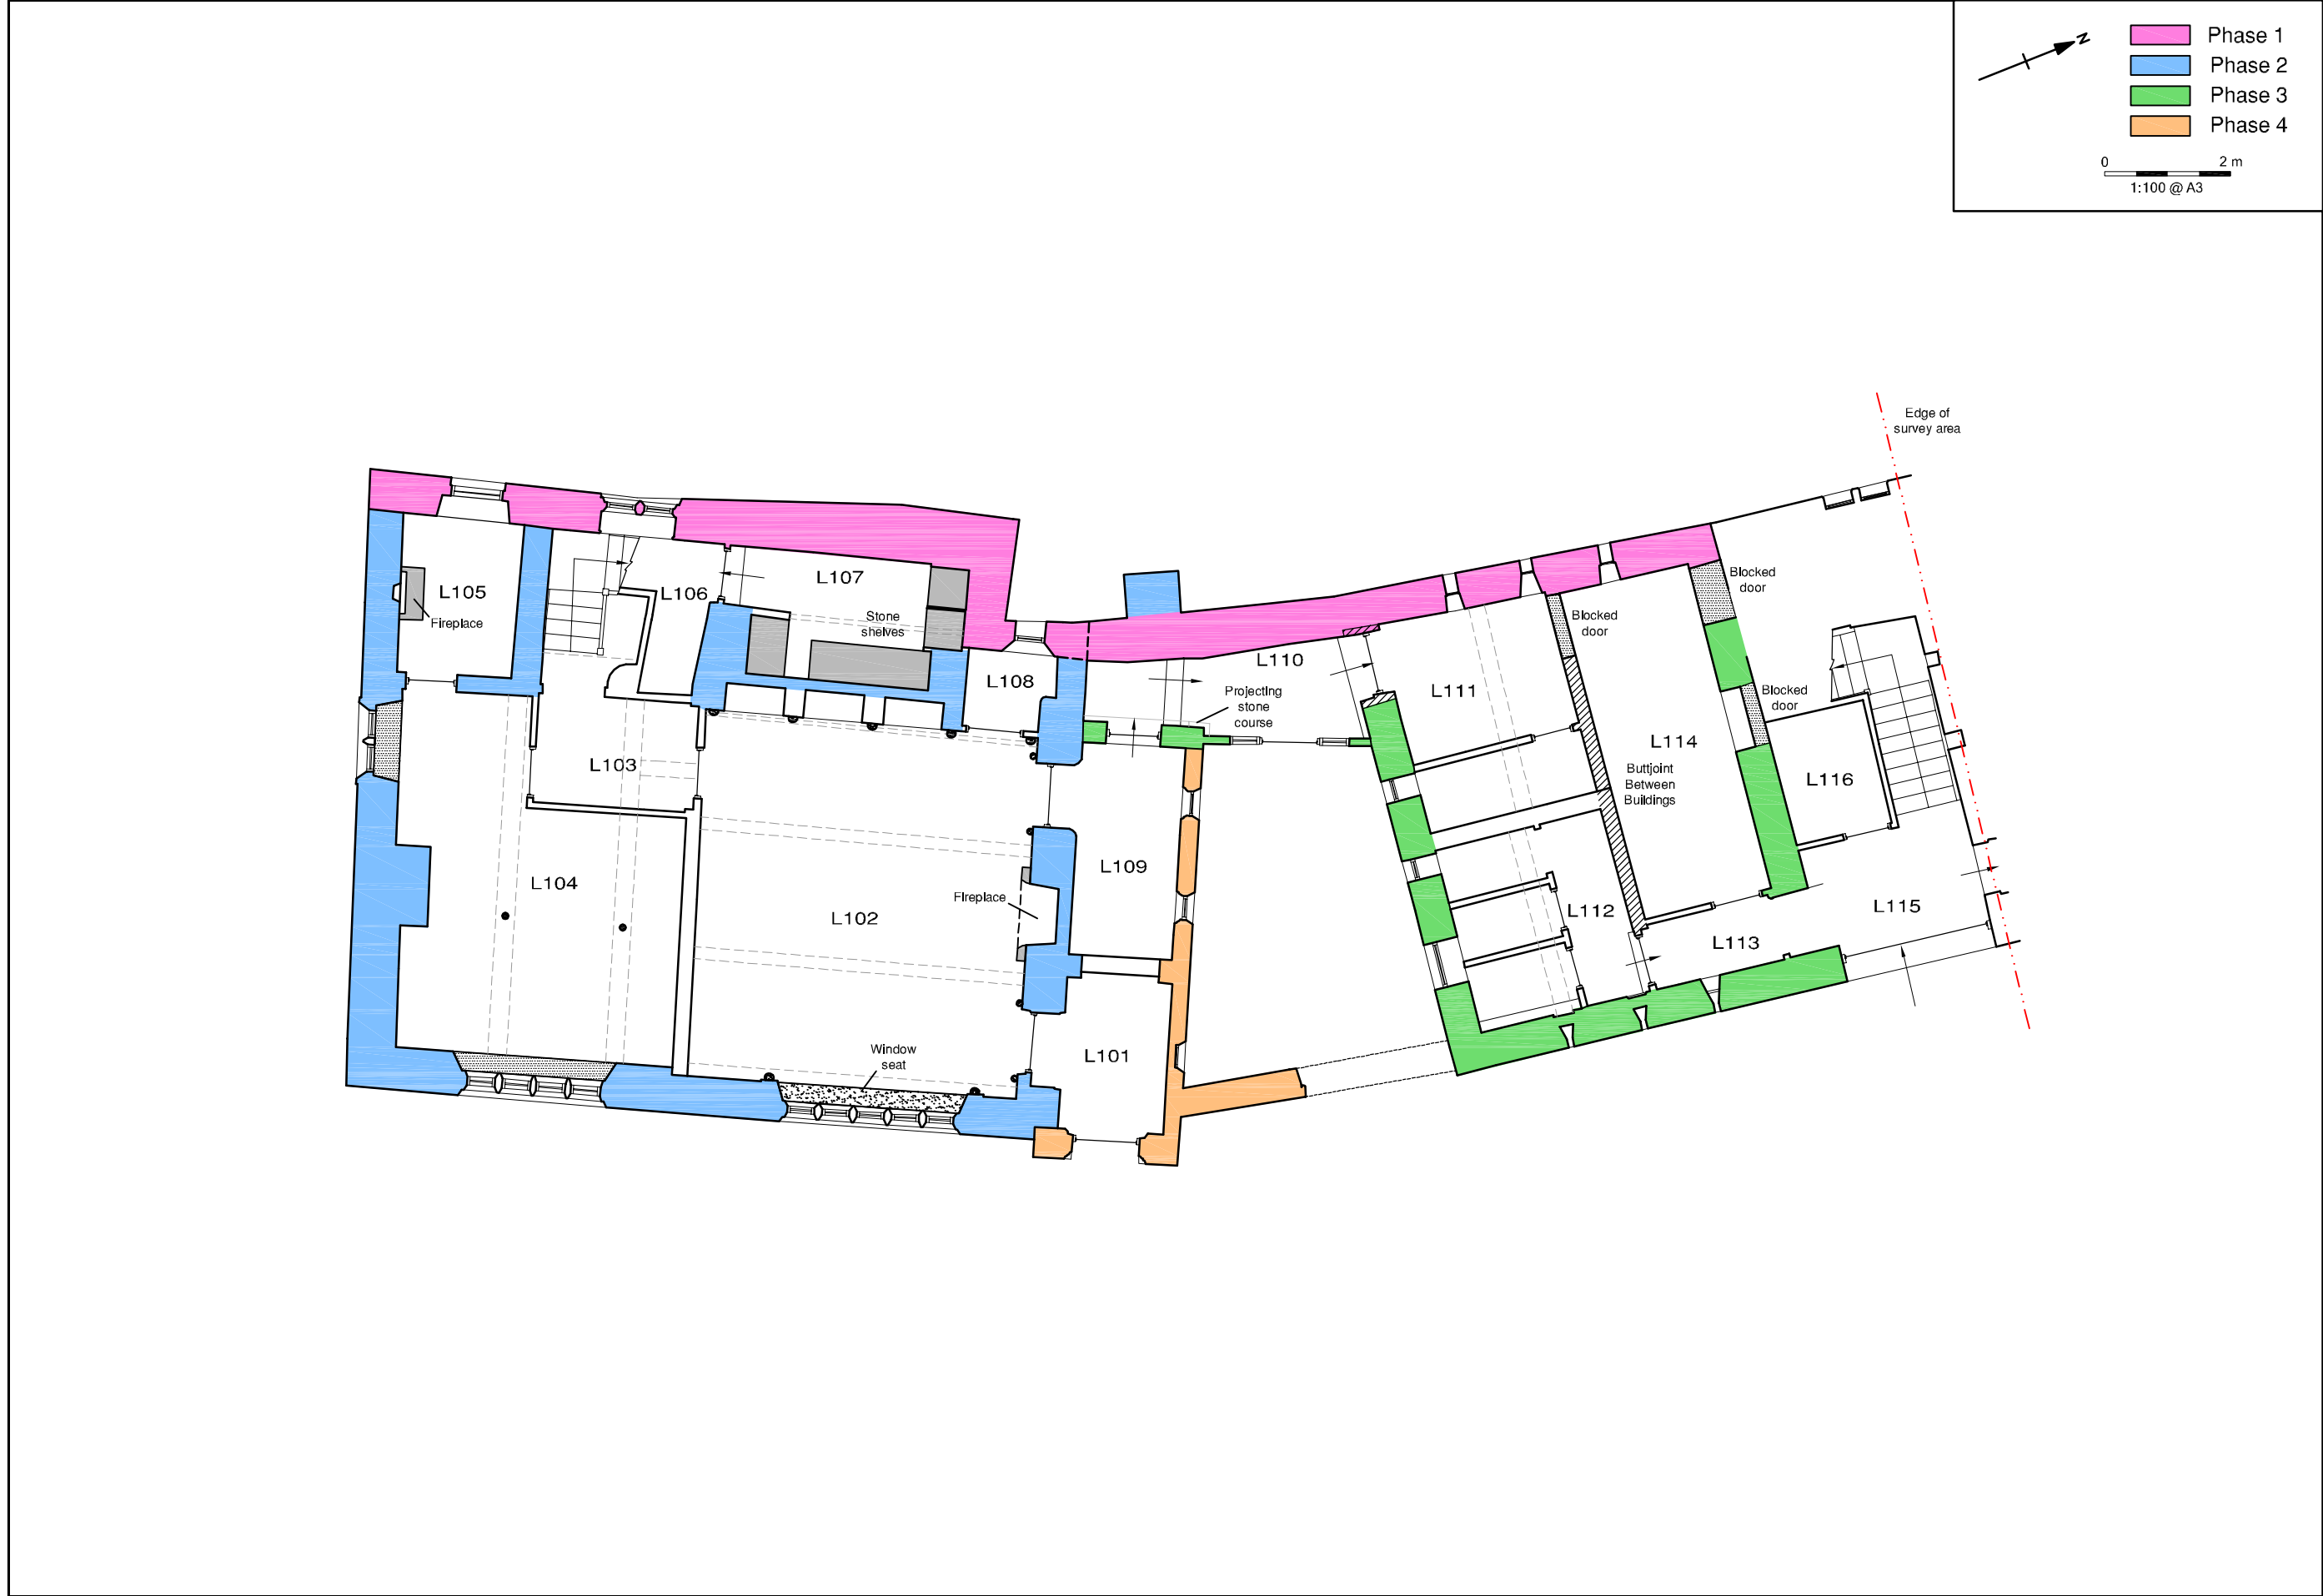 N
Phase 1
Phase 2
Phase 3
Phase 4
0 2 m
1:100 @ A3
Edge of
survey area
L105
Fireplace
L106
L107
Stone
shelves
L108
L110
Projecting
stone
course
L111
Blocked
door
Blocked
door
Blocked
door
L114
Buttjoint
Between
Buildings
L116
L103
L104
L102
Fireplace
L109
L112
L113
L115
L101
Window
seat